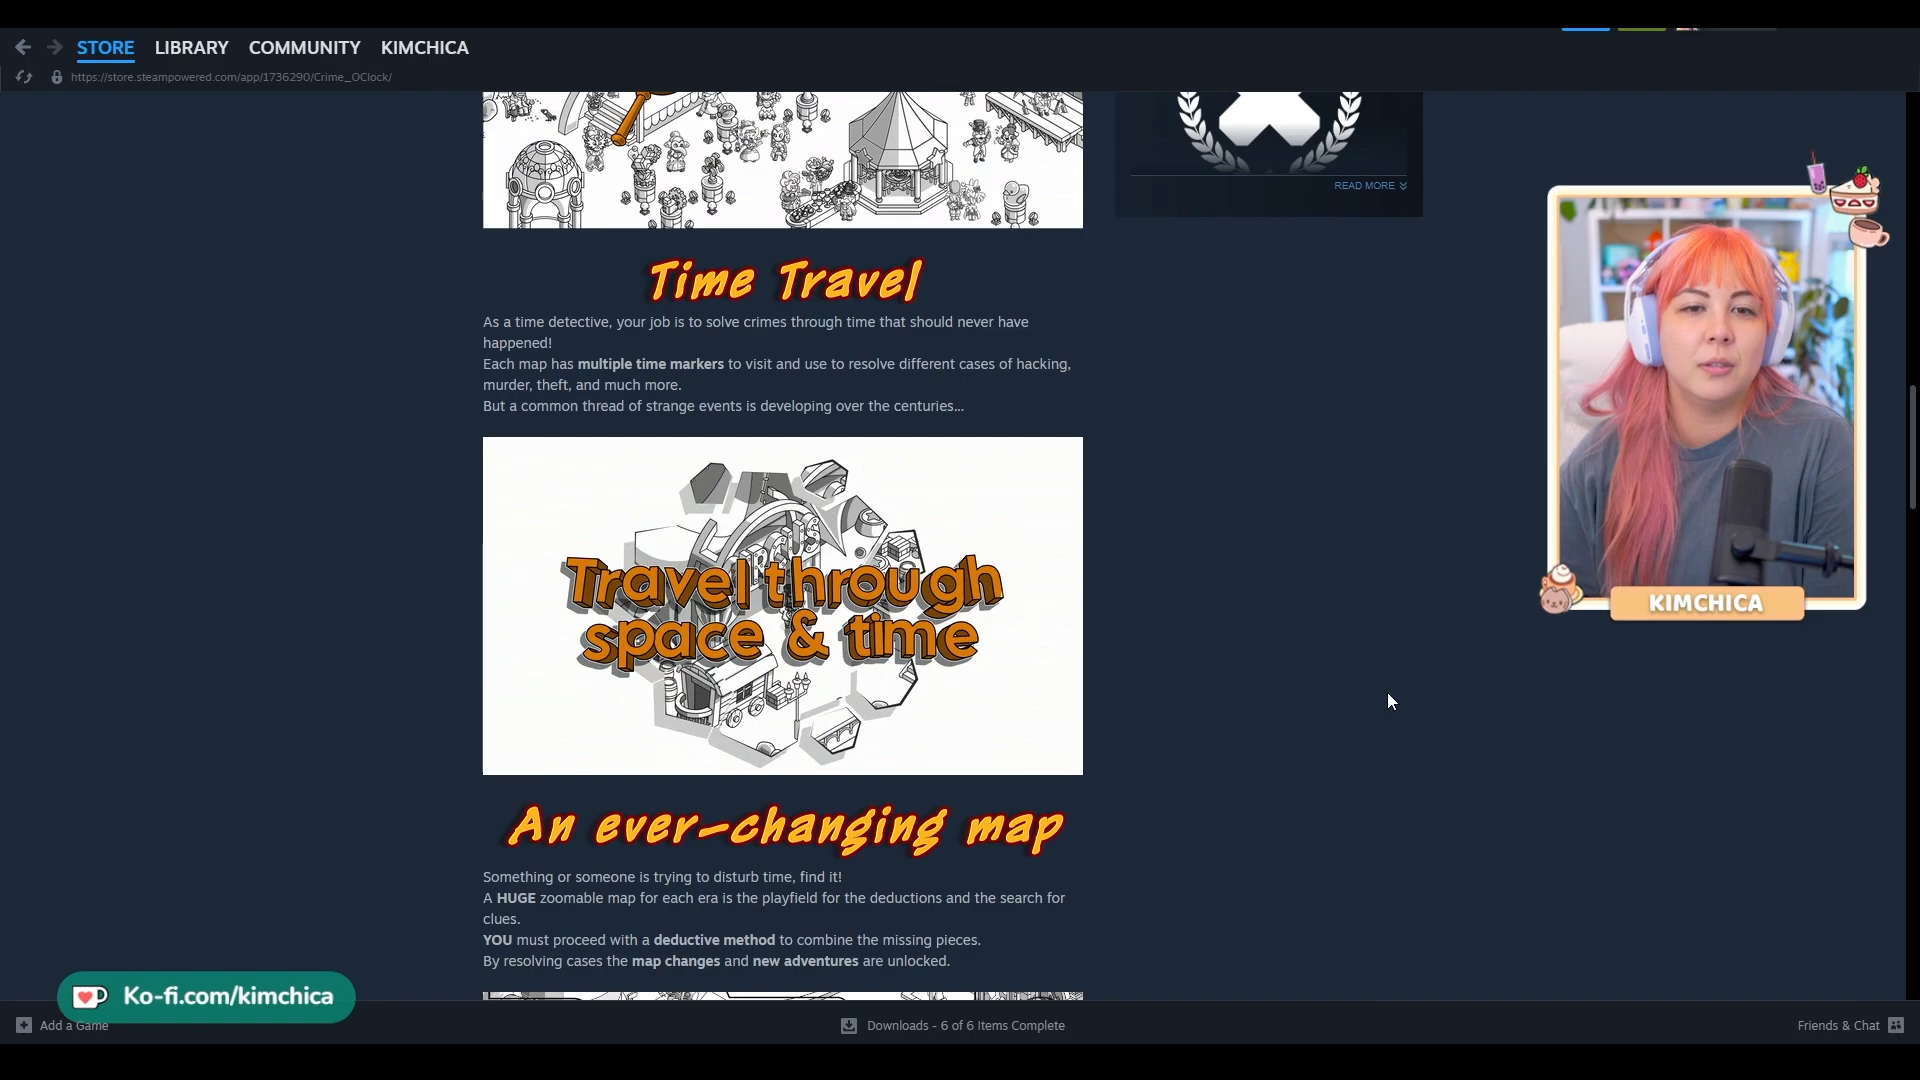 STORE LIBRARY COMMUNITY KIMCHICA
https://store.steampowered.com/app/1736290/Crime_OClock/
READ MORE
Time Travel
As a time detective, your job is to solve crimes through time that should never have
happened!
Each map has multiple time markers to visit and use to resolve different cases of hacking,
murder, theft, and much more.
But a common thread of strange events is developing over the centuries...
Travel through
space & time
KIMCHICA
An ever-changing map
Something or someone is trying to disturb time, find it!
A HUGE zoomable map for each era is the playfield for the deductions and the search for
clues.
YOU must proceed with a deductive method to combine the missing pieces.
By resolving cases the map changes and new adventures are unlocked.
Ko-fi.com/kimchica
Add a Game
Downloads - 6 of 6 Items Complete
Friends & Chat